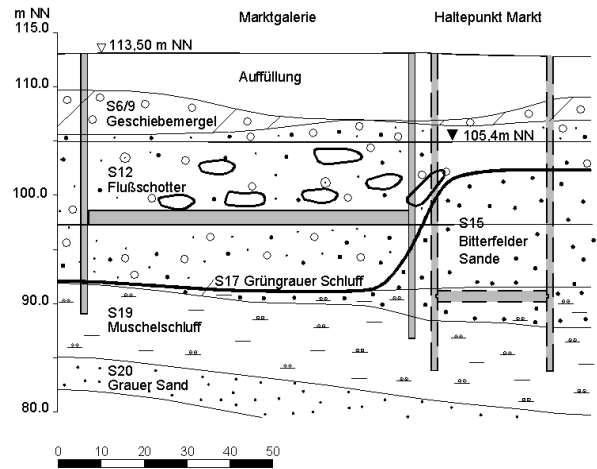 m NN
Marktgalerie
Haltepunkt Markt
115.0
113,50 m NN
110.0
Auffüllung
S6/9
Geschiebemergel
105,4m NN
S12
Flußschotter
100.0
S15
Bitterfelder
Sande
S17 Grüngrauer Schluff
90.0
S19
Muschelschluff
S20
Grauer Sand
80.0
0 10 20 30 40 50